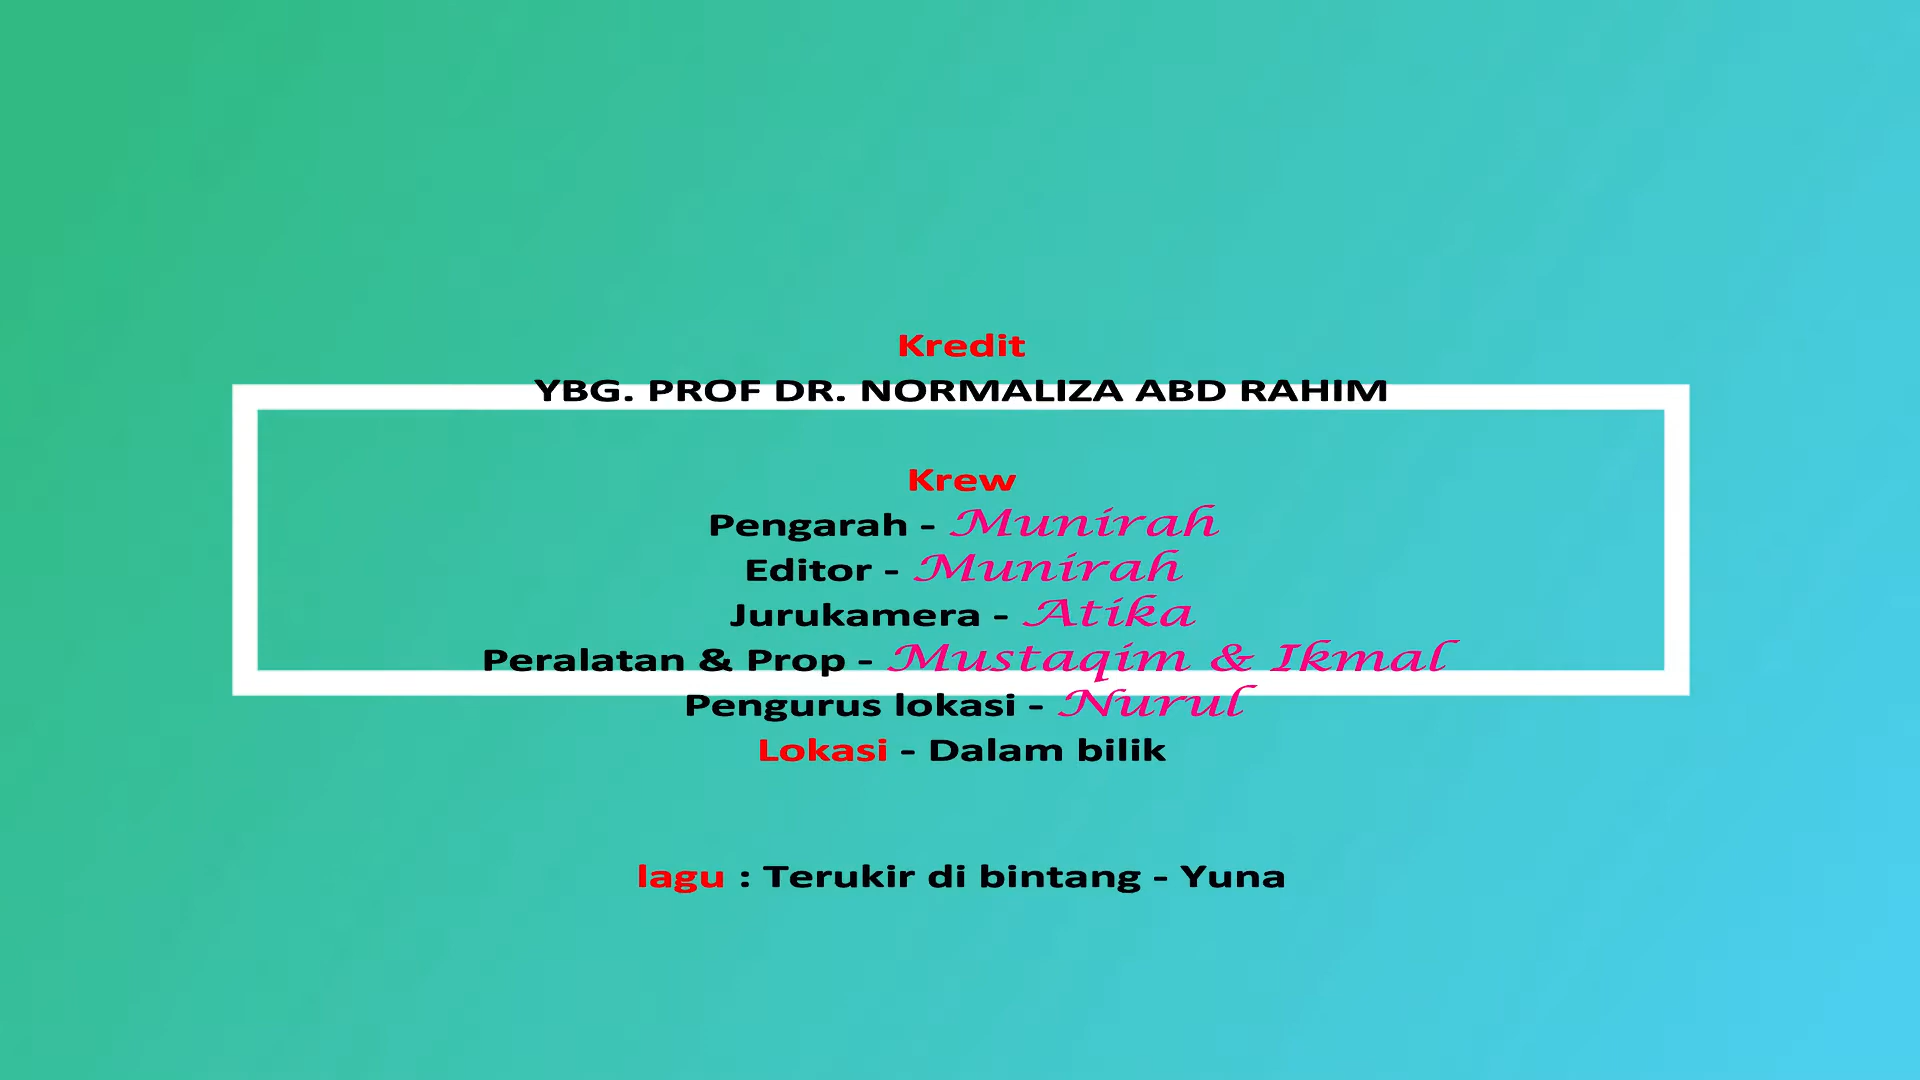 Kredit
YBG. PROF DR. NORMALIZA ABD RAHIM
Krew
Pengarah - Munirah
Editor - Munirah
Jurukamera - Atika
Peralatan & Prop - Mustaqim & Ikmal
Pengurus lokasi - Nurul
Lokasi - Dalam bilik
lagu : Terukir di bintang - Yuna